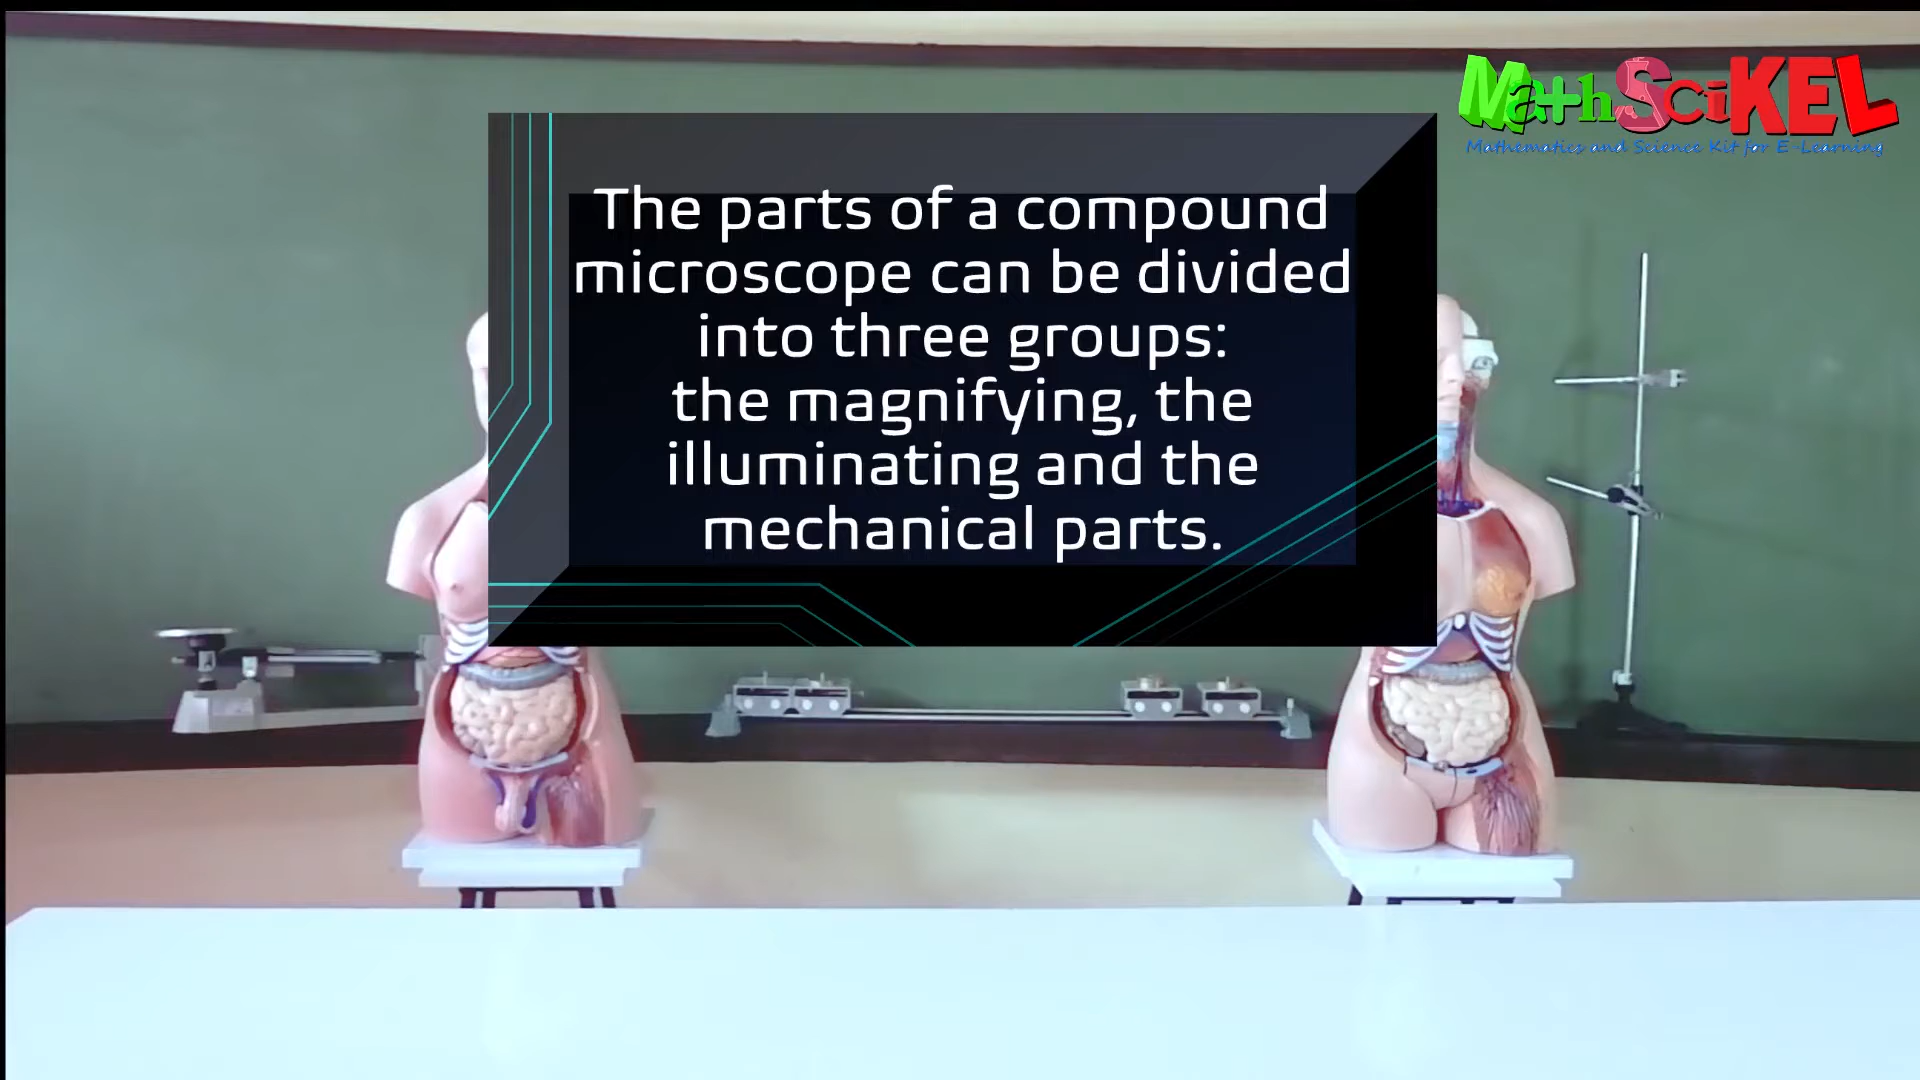 MathSciKEL
Mathematics and Science Kit for E-Learning
The parts of a compound
microscope can be divided
into three groups:
the magnifying, the
illuminating and the
mechanical parts.